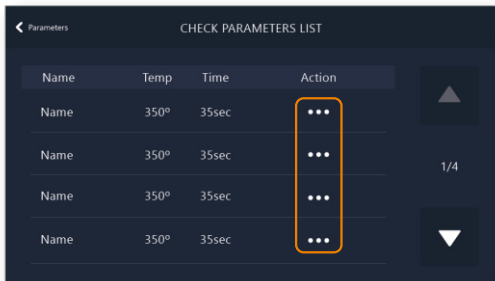 Parameters CHECK PARAMETERS LIST
Name Temp Time Action
Name 350º 35sec •••
Name 350º 35sec •••
1/4
Name 350º 35sec •••
Name 350º 35sec •••